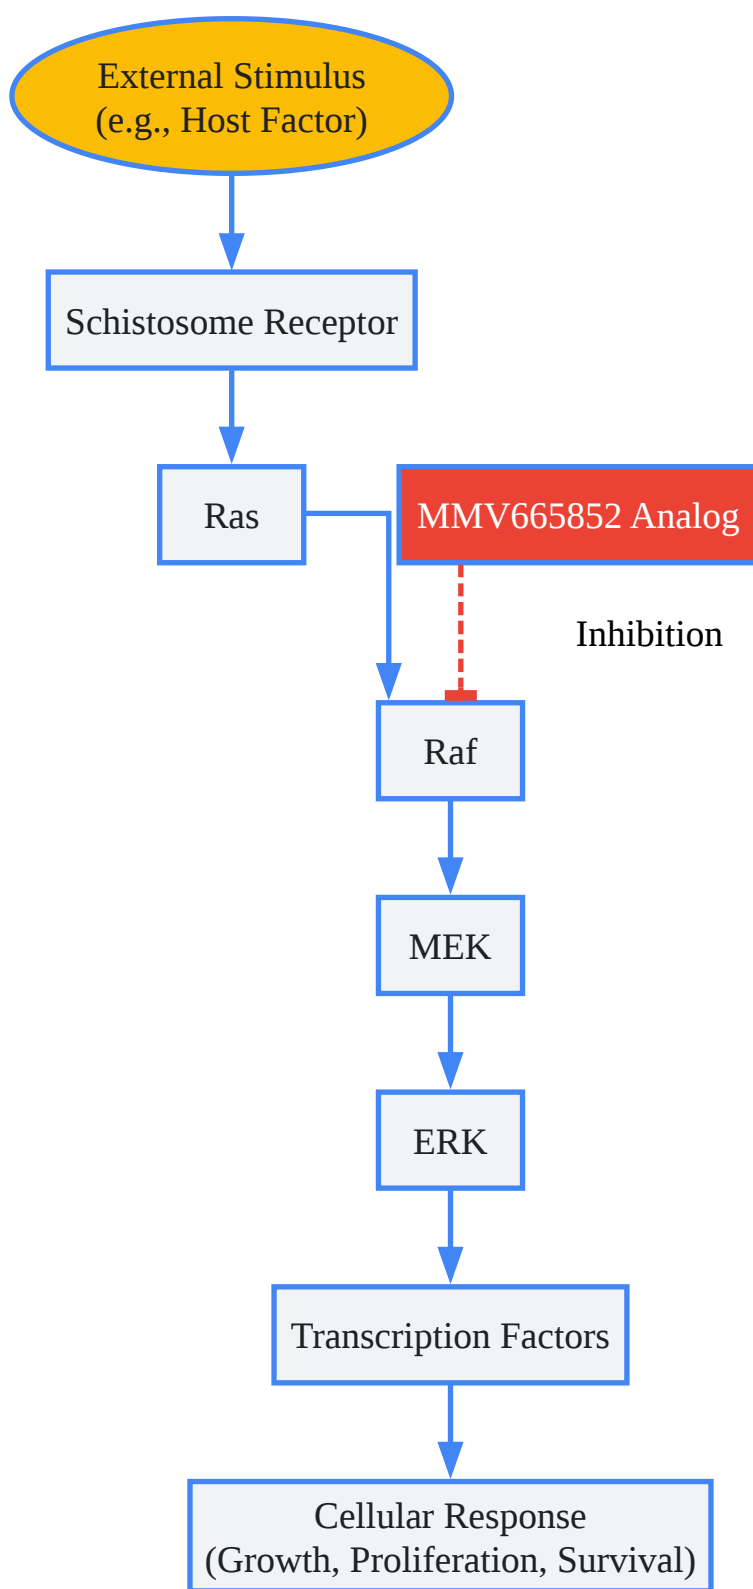 External Stimulus
(e.g., Host Factor)
Schistosome Receptor
Ras
MMV665852 Analog
Inhibition
Raf
MEK
ERK
Transcription Factors
Cellular Response
(Growth, Proliferation, Survival)